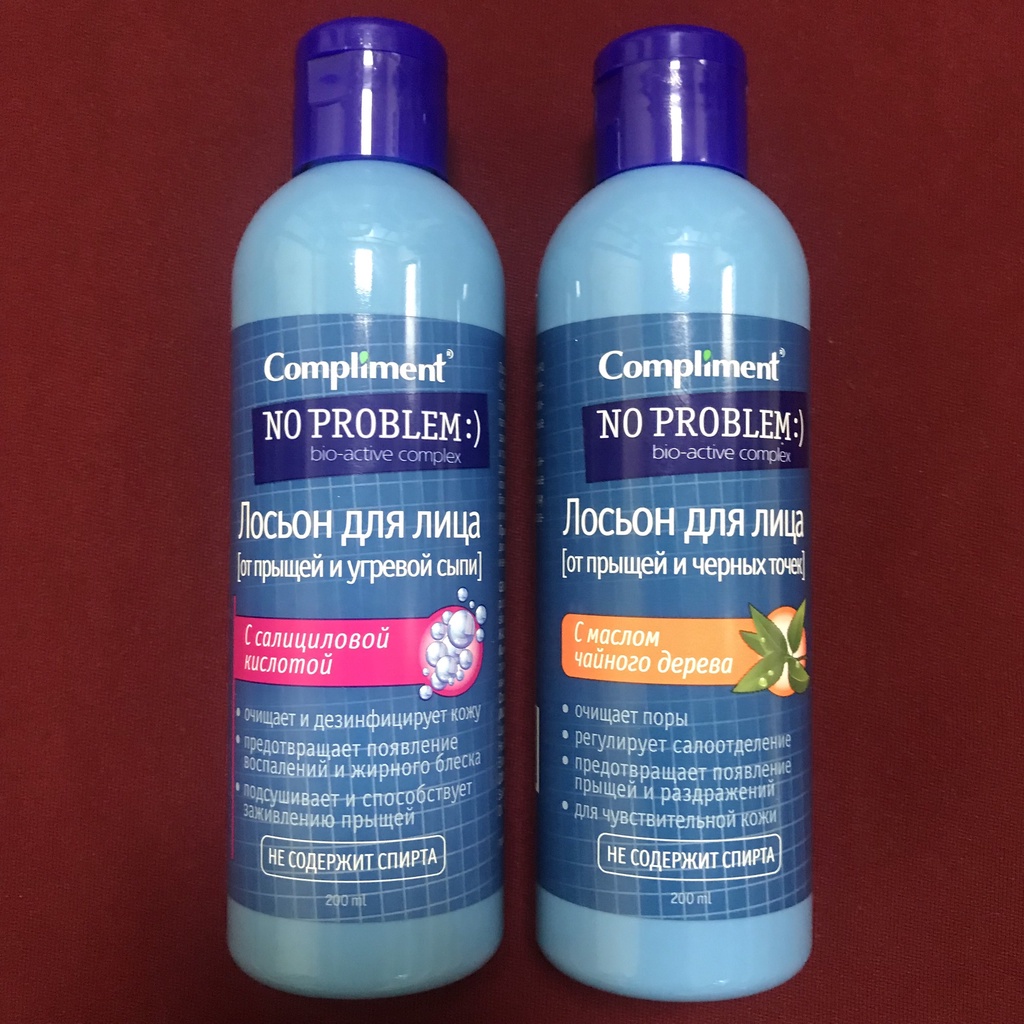 Compliment®
NO PROBLEM:)
bio-active complex
Лосьон для лица
[от прыщей и угревой сыпи]
С салициловой
кислотой
• очищает и дезинфицирует кожу
• предотвращает появление
воспалений и жирного блеска
• подсушивает и способствует
заживлению прыщей
НЕ СОДЕРЖИТ СПИРТА
200 ml
Compliment®
NO PROBLEM:)
bio-active complex
Лосьон для лица
[от прыщей и черных точек]
С маслом
чайного дерева
• очищает поры
• регулирует салоотделение
• предотвращает появление
прыщей и раздражений
• для чувствительной кожи
НЕ СОДЕРЖИТ СПИРТА
200 ml